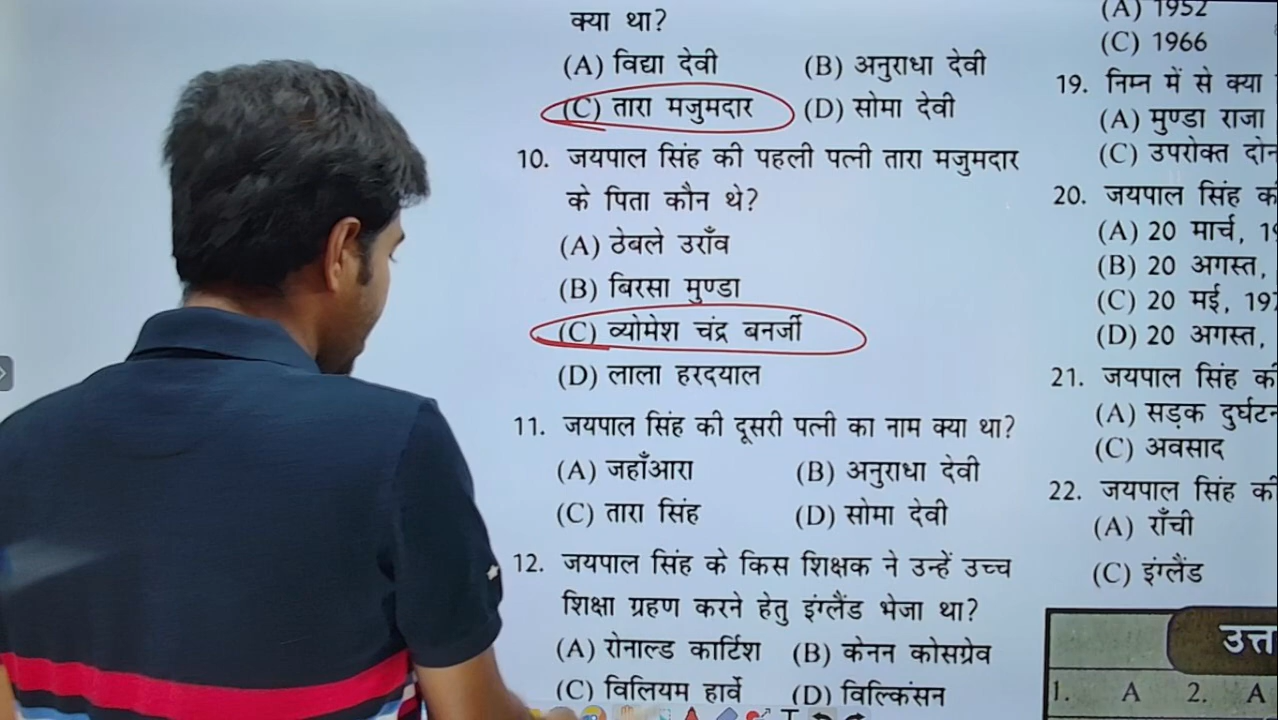 क्या था?
(A) विद्या देवी (B) अनुराधा देवी
(C) तारा मजुमदार (D) सोमा देवी
10. जयपाल सिंह की पहली पत्नी तारा मजुमदार
के पिता कौन थे?
(A) ठेबले उराँव
(B) बिरसा मुण्डा
(C) व्योमेश चंद्र बनर्जी
(D) लाला हरदयाल
11. जयपाल सिंह की दूसरी पत्नी का नाम क्या था?
(A) जहाँआरा (B) अनुराधा देवी
(C) तारा सिंह (D) सोमा देवी
12. जयपाल सिंह के किस शिक्षक ने उन्हें उच्च
शिक्षा ग्रहण करने हेतु इंग्लैंड भेजा था?
(A) रोनाल्ड कार्टिश (B) केनन कोसग्रेव
(C) विलियम हार्वे (D) विल्किंसन
(A) 1952
(C) 1966
19. निम्न में से क्या
(A) मुण्डा राजा
(C) उपरोक्त
20. जयपाल सिंह
(A) 20 मार्च,
(B) 20 अगस्त,
(C) 20 मई,
(D) 20 अगस्त,
21. जयपाल सिंह
(A) सड़क
(C) अवसाद
22. जयपाल सिंह
(A) राँची
(C) इंग्लैंड
1. A 2. A